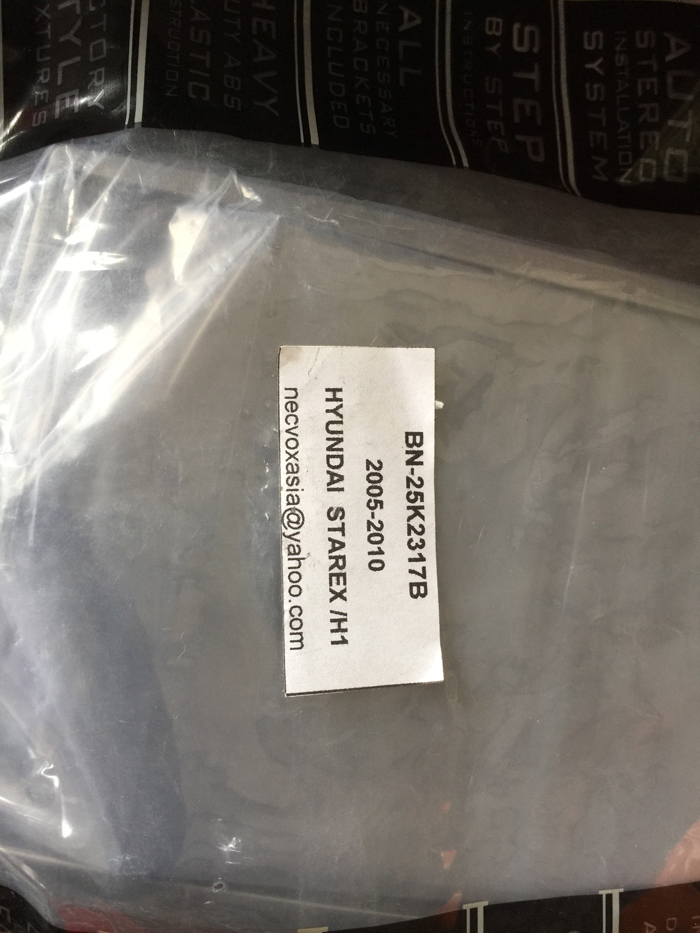 AUTO
STEREO
INSTALLATION
SYSTEM
STEP
BY STEP
INSTRUCTIONS
ALL
NECESSARY
BRACKETS
INCLUDED
HEAVY
DUTY ABS
PLASTIC
CONSTRUCTION
FACTORY
STYLE
TEXTURES
BN-25K2317B
2005-2010
HYUNDAI STAREX /H1
necvoxasia@yahoo.com